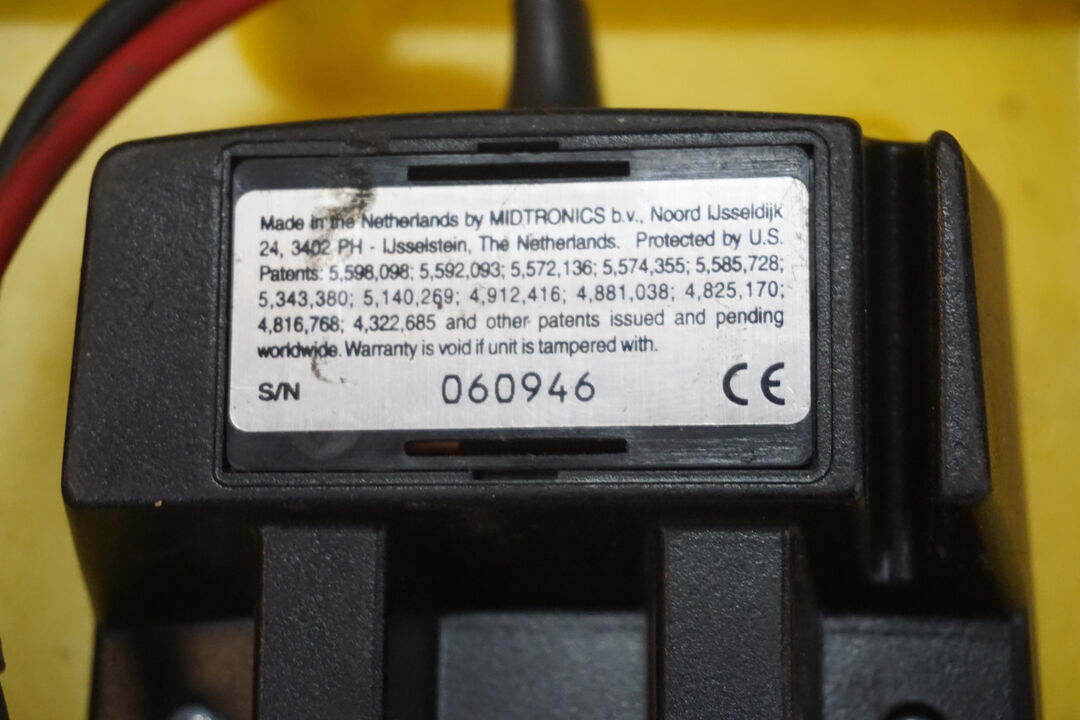 Made in the Netherlands by MIDTRONICS b.v., Noord IJsseldijk
24, 3402 PH - IJsselstein, The Netherlands. Protected by U.S.
Patents: 5,598,098; 5,592,093; 5,572,136; 5,574,355; 5,585,728;
5,343,380; 5,140,269; 4,912,416; 4,881,038; 4,825,170;
4,816,768; 4,322,685 and other patents issued and pending
worldwide. Warranty is void if unit is tampered with.
S/N 060946 CE